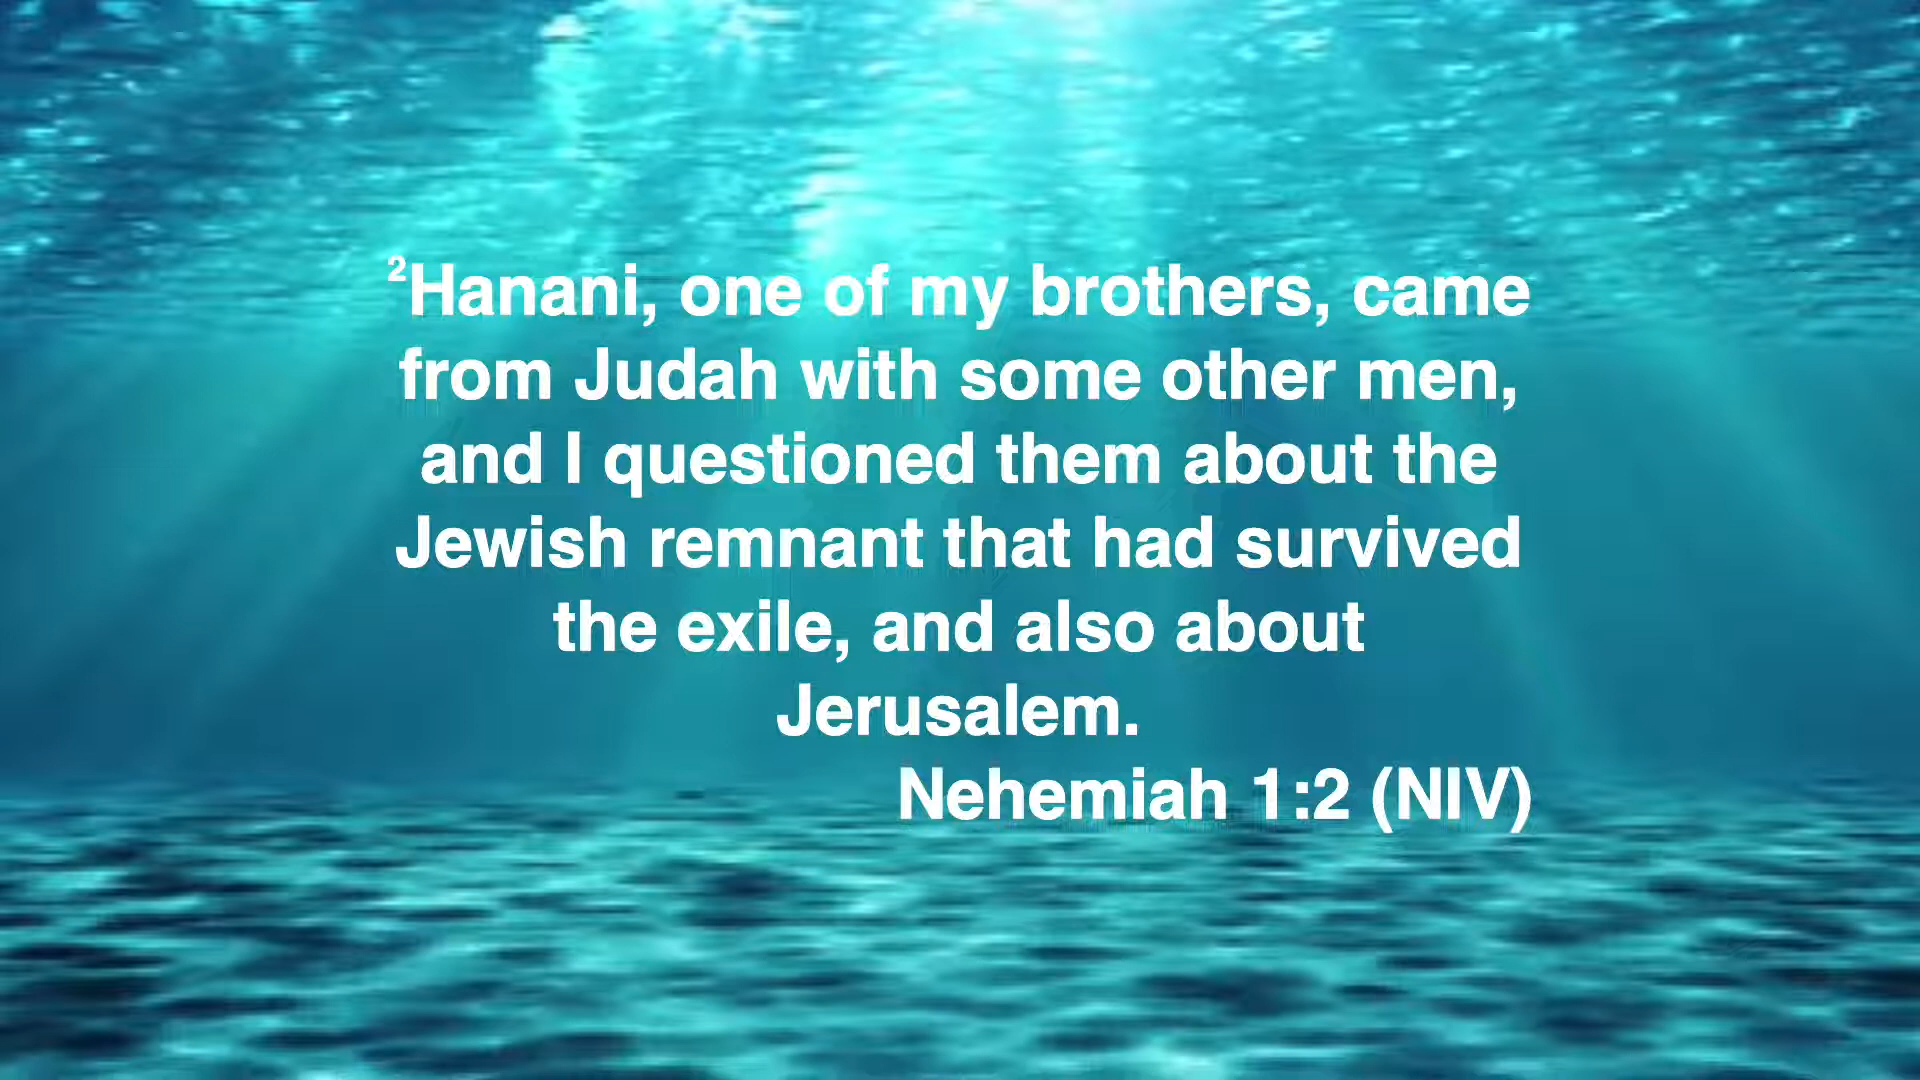 ²Hanani, one of my brothers, came
from Judah with some other men,
and I questioned them about the
Jewish remnant that had survived
the exile, and also about
Jerusalem.
Nehemiah 1:2 (NIV)